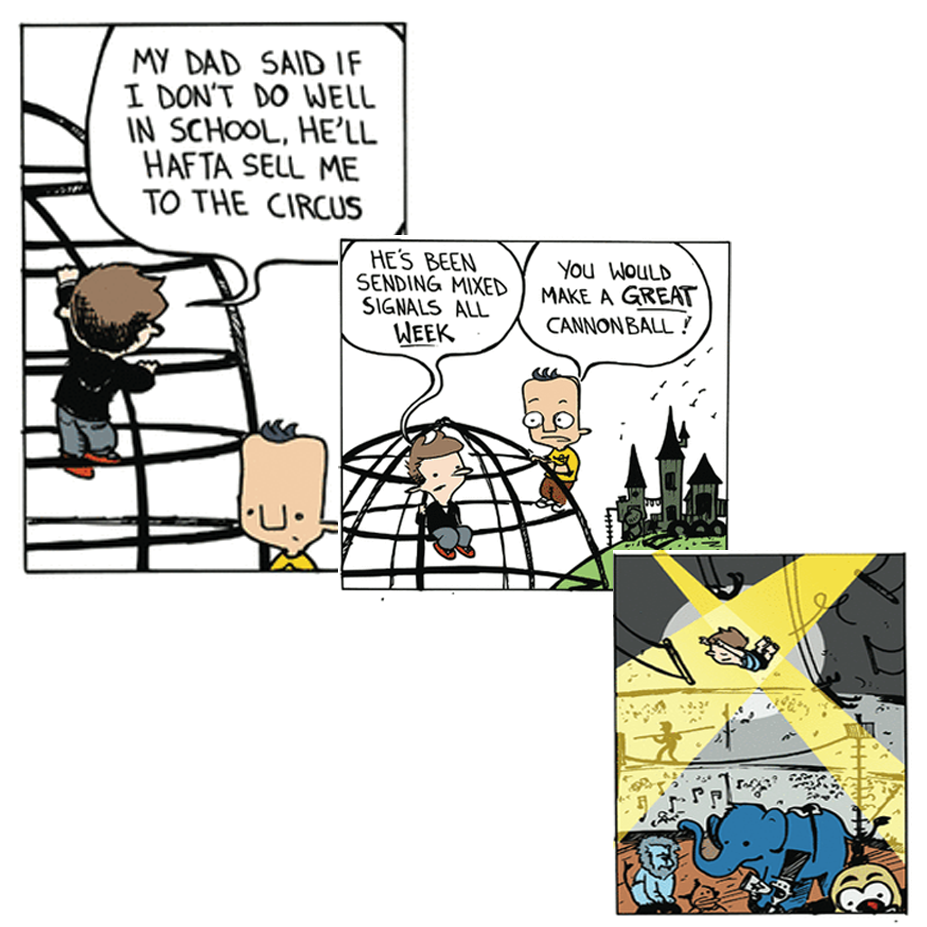 MY DAD SAID IF
I DON'T DO WELL
IN SCHOOL, HE'LL
HAFTA SELL ME
TO THE CIRCUS
HE'S BEEN
SENDING MIXED
SIGNALS ALL
WEEK
YOU WOULD
MAKE A GREAT
CANNONBALL!